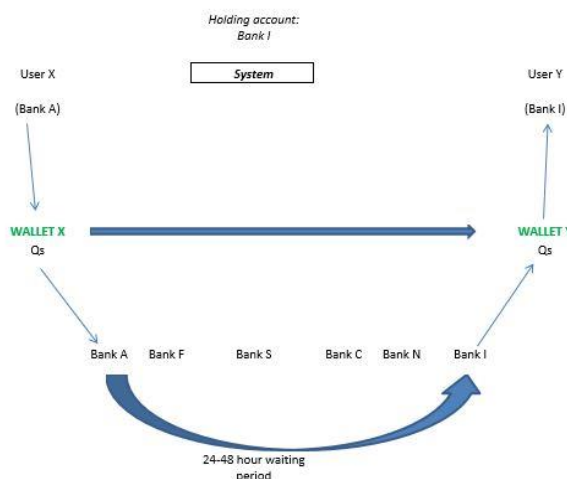 Holding account:
Bank I
System
User X
User Y
(Bank A)
(Bank I)
WALLET X
WALLET Y
Qs
Qs
Bank A Bank F Bank S Bank C Bank N Bank I
24-48 hour waiting
period